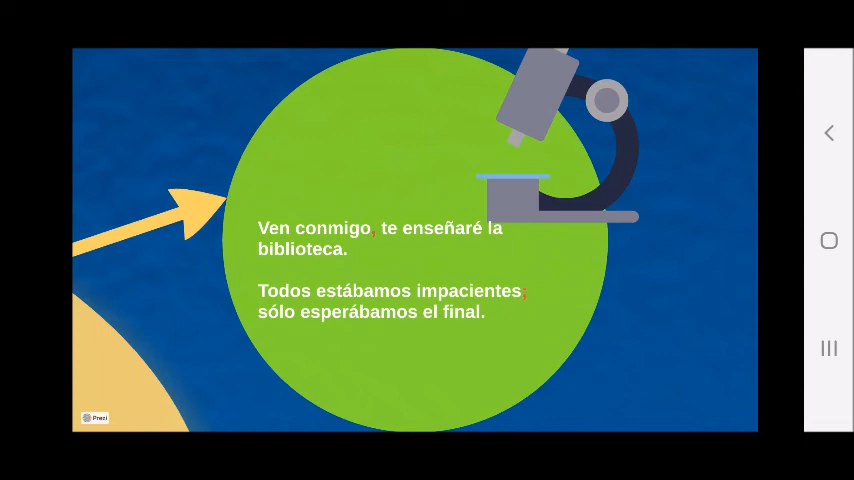 Ven conmigo, te enseñaré la
biblioteca.
Todos estábamos impacientes;
sólo esperábamos el final.
Prezi